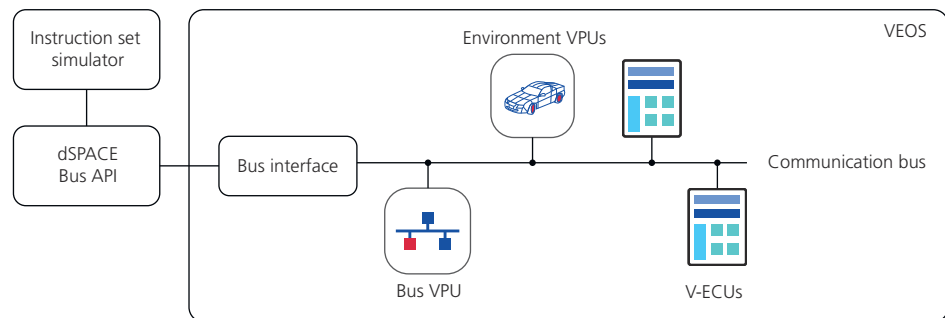 Instruction set
simulator
dSPACE
Bus API
VEOS
Environment VPUs
Bus interface
Communication bus
Bus VPU
V-ECUs